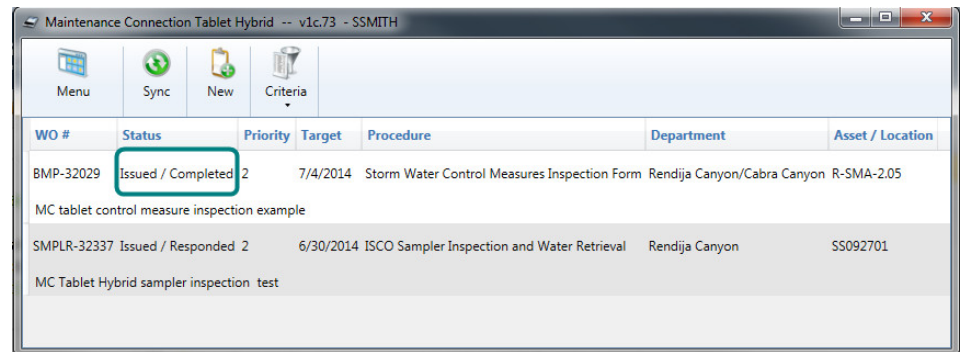 Maintenance Connection Tablet Hybrid -- v1c.73 - SSMITH
Menu Sync New Criteria
WO # Status Priority Target Procedure Department Asset / Location
BMP-32029 Issued / Completed 2 7/4/2014 Storm Water Control Measures Inspection Form Rendija Canyon/Cabra Canyon R-SMA-2.05
MC tablet control measure inspection example
SMPLR-32337 Issued / Responded 2 6/30/2014 ISCO Sampler Inspection and Water Retrieval Rendija Canyon SS092701
MC Tablet Hybrid sampler inspection test